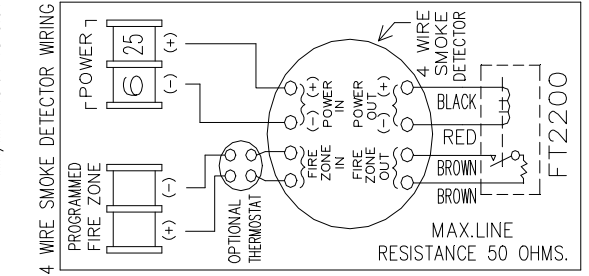 4 WIRE SMOKE DETECTOR WIRING
POWER
25
6
(+)
(-)
PROGRAMMED
FIRE ZONE
(-)
(+)
OPTIONAL
THERMOSTAT
(+)
(-)
POWER
IN
POWER
OUT
(+)
(-)
FIRE
ZONE
IN
FIRE
ZONE
OUT
4 WIRE
SMOKE
DETECTOR
BLACK
RED
BROWN
BROWN
FT2200
MAX.LINE
RESISTANCE 50 OHMS.